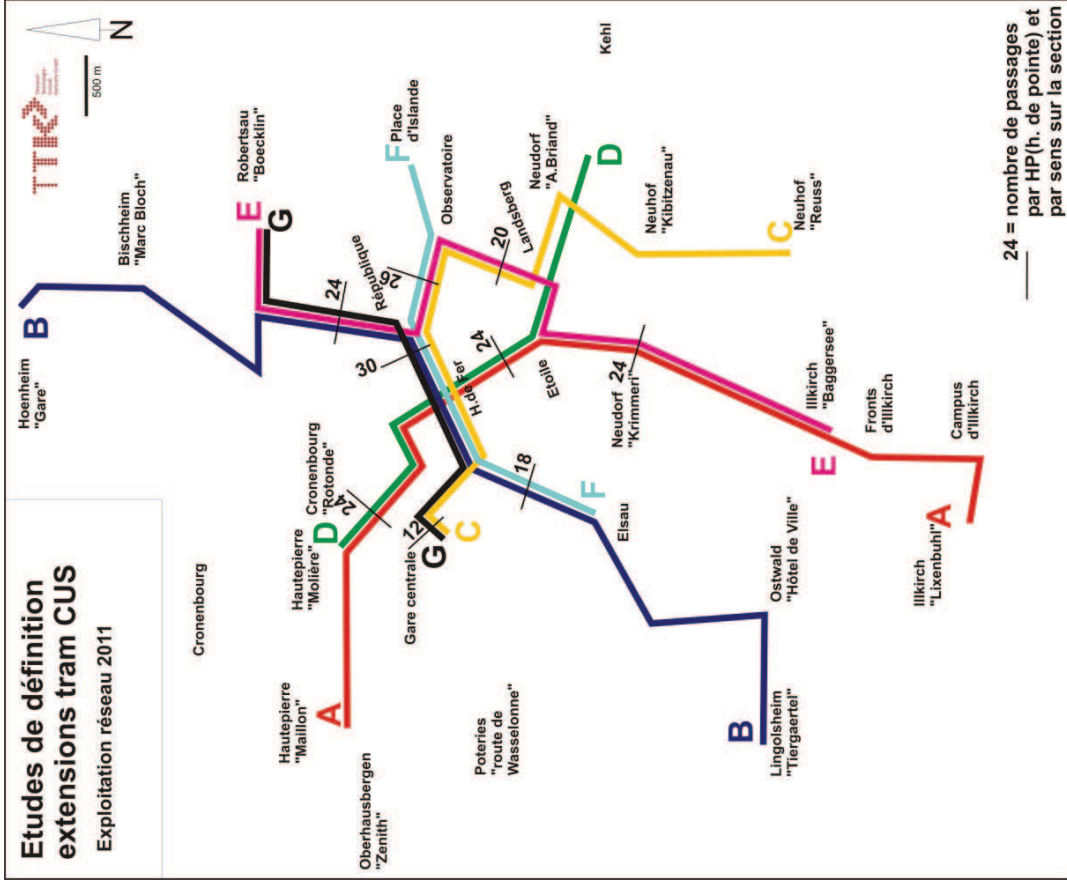 Etudes de définition
extensions tram CUS
Exploitation réseau 2011
TTK
N
500 m
Hoenheim
"Gare"
B
Bischheim
"Marc Bloch"
Robertsau
"Boecklin"
E
G
24
République
F
Place
d'Islande
Observatoire
26
30
20
Landsberg
Kehl
Neudorf
"A.Briand"
D
Neuhof
"Kibitzenau"
C
Neuhof
"Reuss"
Cronenbourg
Hautepierre
"Molière"
D
24
Cronenbourg
"Rotonde"
H.de Fer
24
Etoile
Neudorf
"Krimmeri"
24
Hautepierre
"Maillon"
A
Oberhausbergen
"Zenith"
Gare centrale
12
G
C
18
F
Elsau
Poteries
"route de
Wasselonne"
B
Lingolsheim
"Tiergaertel"
Ostwald
"Hôtel de Ville"
Illkirch
"Baggersee"
E
Fronts
d'Illkirch
Campus
d'Illkirch
A
Illkirch
"Lixenbuhl"
24 = nombre de passages
par HP(h. de pointe) et
par sens sur la section